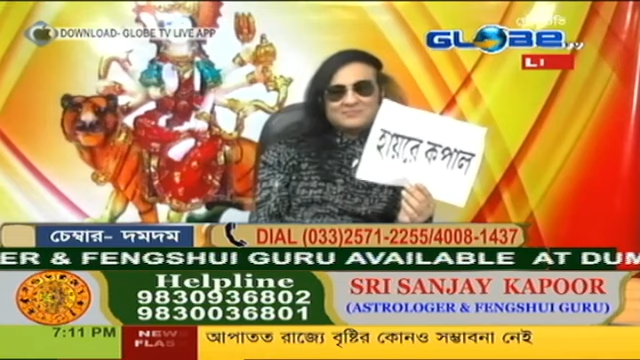 DOWNLOAD- GLOBE TV LIVE APP
GLOBE TV
হায়রে কপাল
চেম্বার- দমদম
DIAL (033)2571-2255/4008-1437
ER & FENGSHUI GURU AVAILABLE AT DUM
Helpline
9830936802
9830036801
SRI SANJAY KAPOOR
(ASTROLOGER & FENGSHUI GURU)
7:11 PM
NEWS
FLAS
আপাতত রাজ্যে বৃষ্টির কোনও সম্ভাবনা নেই